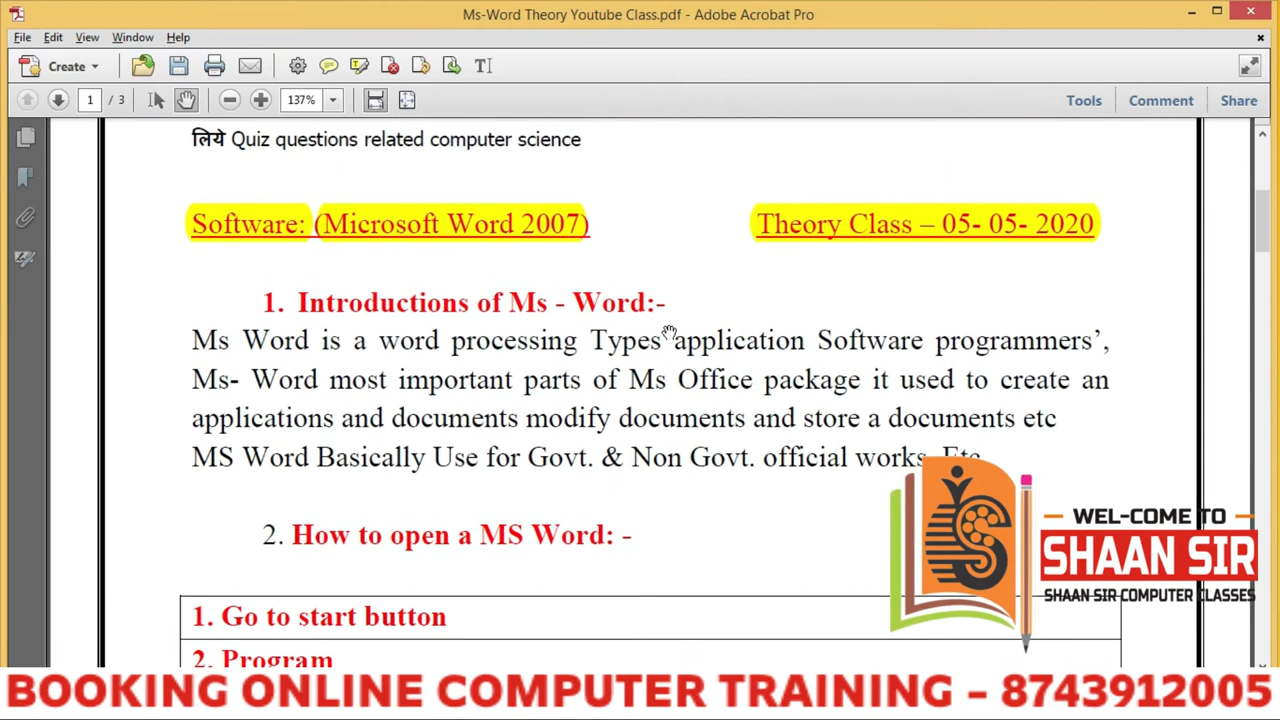 Ms-Word Theory Youtube Class.pdf - Adobe Acrobat Pro
File Edit View Window Help
Create
1 / 3 137% Tools Comment Share
लिये Quiz questions related computer science
Software: (Microsoft Word 2007) Theory Class – 05- 05- 2020
1. Introductions of Ms - Word:-
Ms Word is a word processing Types application Software programmers’,
Ms- Word most important parts of Ms Office package it used to create an
applications and documents modify documents and store a documents etc
MS Word Basically Use for Govt. & Non Govt. official works. Etc
2. How to open a MS Word: -
1. Go to start button
2. Program
WEL-COME TO
SHAAN SIR
SHAAN SIR COMPUTER CLASSES
BOOKING ONLINE COMPUTER TRAINING – 8743912005